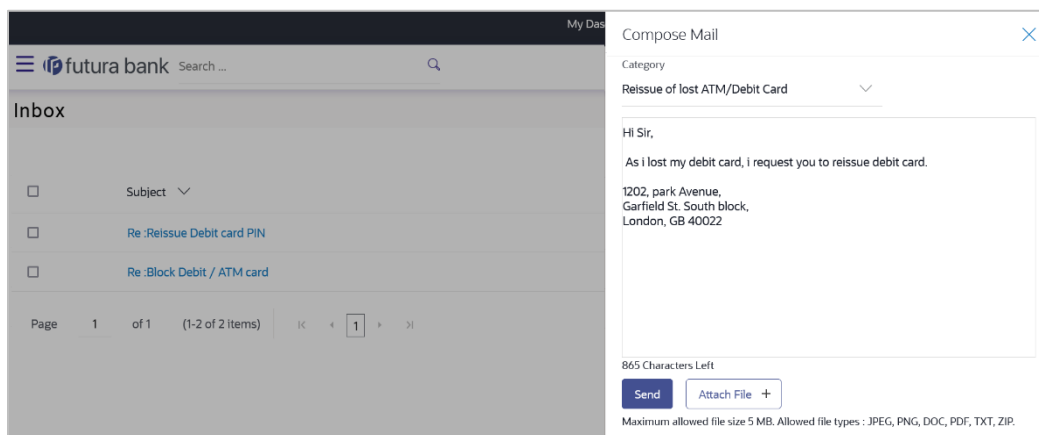 My Das
futura bank Search ...
Inbox
Subject
Re :Reissue Debit card PIN
Re :Block Debit / ATM card
Page 1 of 1 (1-2 of 2 items) 1
Compose Mail
Category
Reissue of lost ATM/Debit Card
Hi Sir,
As i lost my debit card, i request you to reissue debit card.
1202, park Avenue,
Garfield St. South block,
London, GB 40022
865 Characters Left
Send Attach File +
Maximum allowed file size 5 MB. Allowed file types : JPEG, PNG, DOC, PDF, TXT, ZIP.